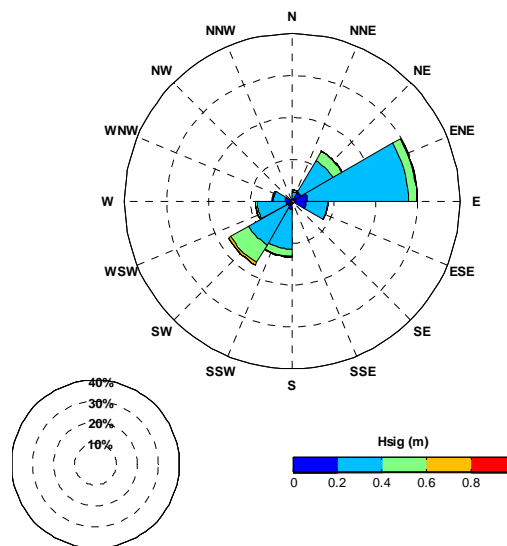 N
NNW NNE
NW NE
WNW ENE
W E
WSW ESE
SW SE
SSW SSE
S
40%
30%
20%
10%
Hsig (m)
0 0.2 0.4 0.6 0.8